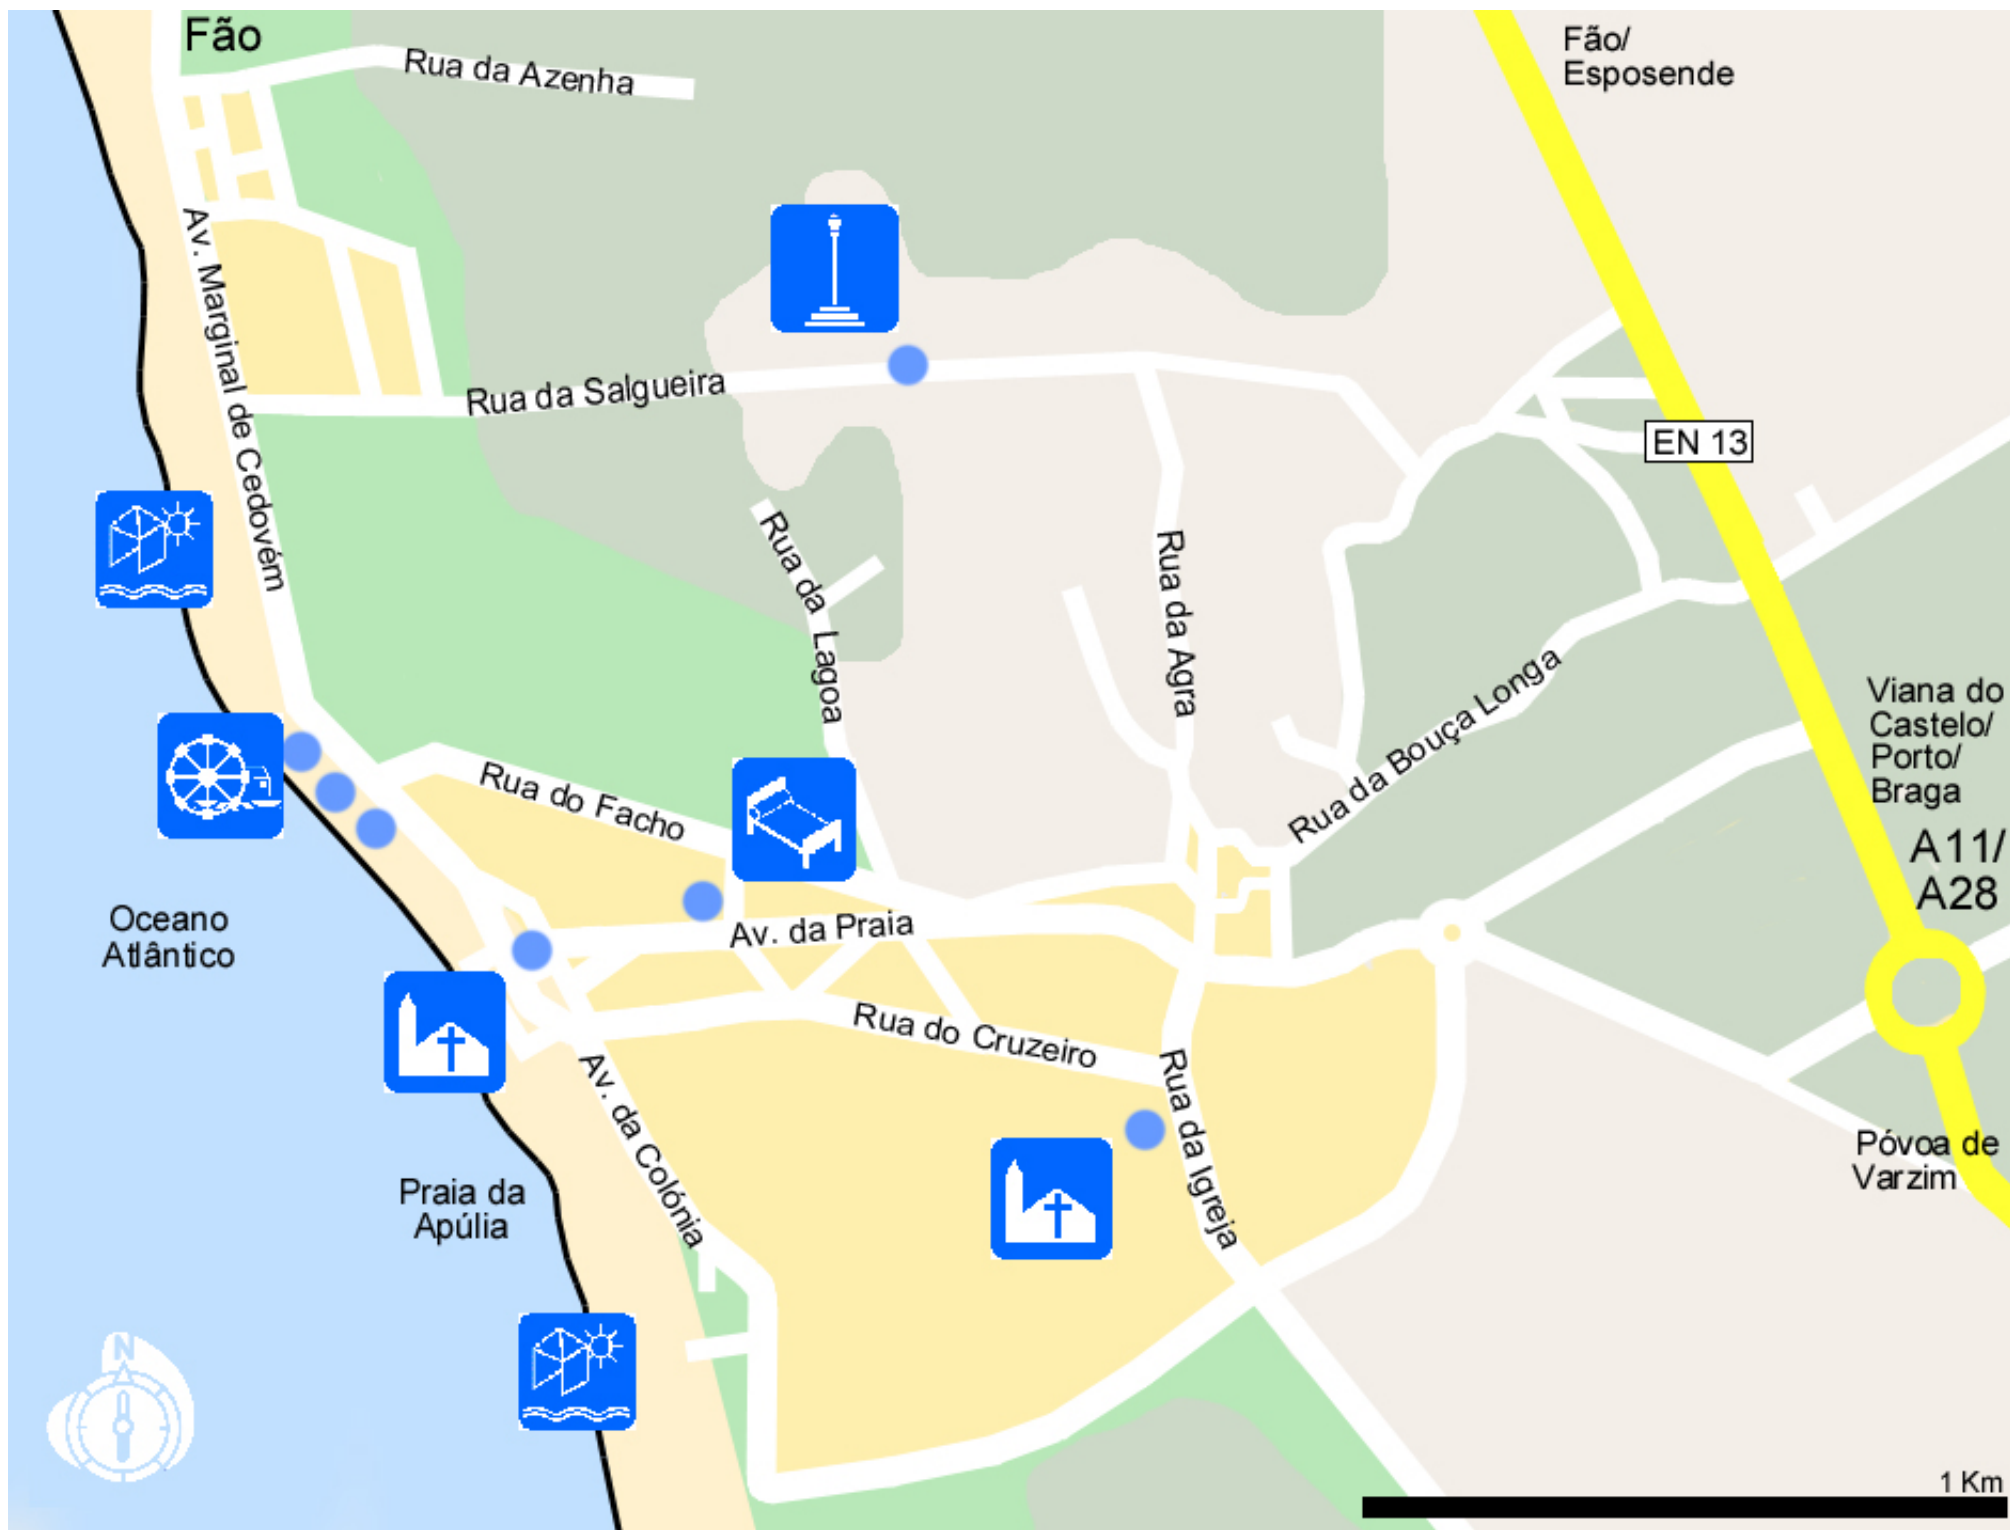 Fão
Rua da Azenha
Fão/
Esposende
Av. Marginal de Cedovém
Rua da Salgueira
EN 13
Rua da Lagoa
Rua da Agra
Rua da Bouça Longa
Viana do
Castelo/
Porto/
Braga
A11/
A28
Rua do Facho
Av. da Praia
Oceano
Atlântico
Rua do Cruzeiro
Av. da Colónia
Rua da Igreja
Póvoa de
Varzim
Praia da
Apúlia
N
1 Km